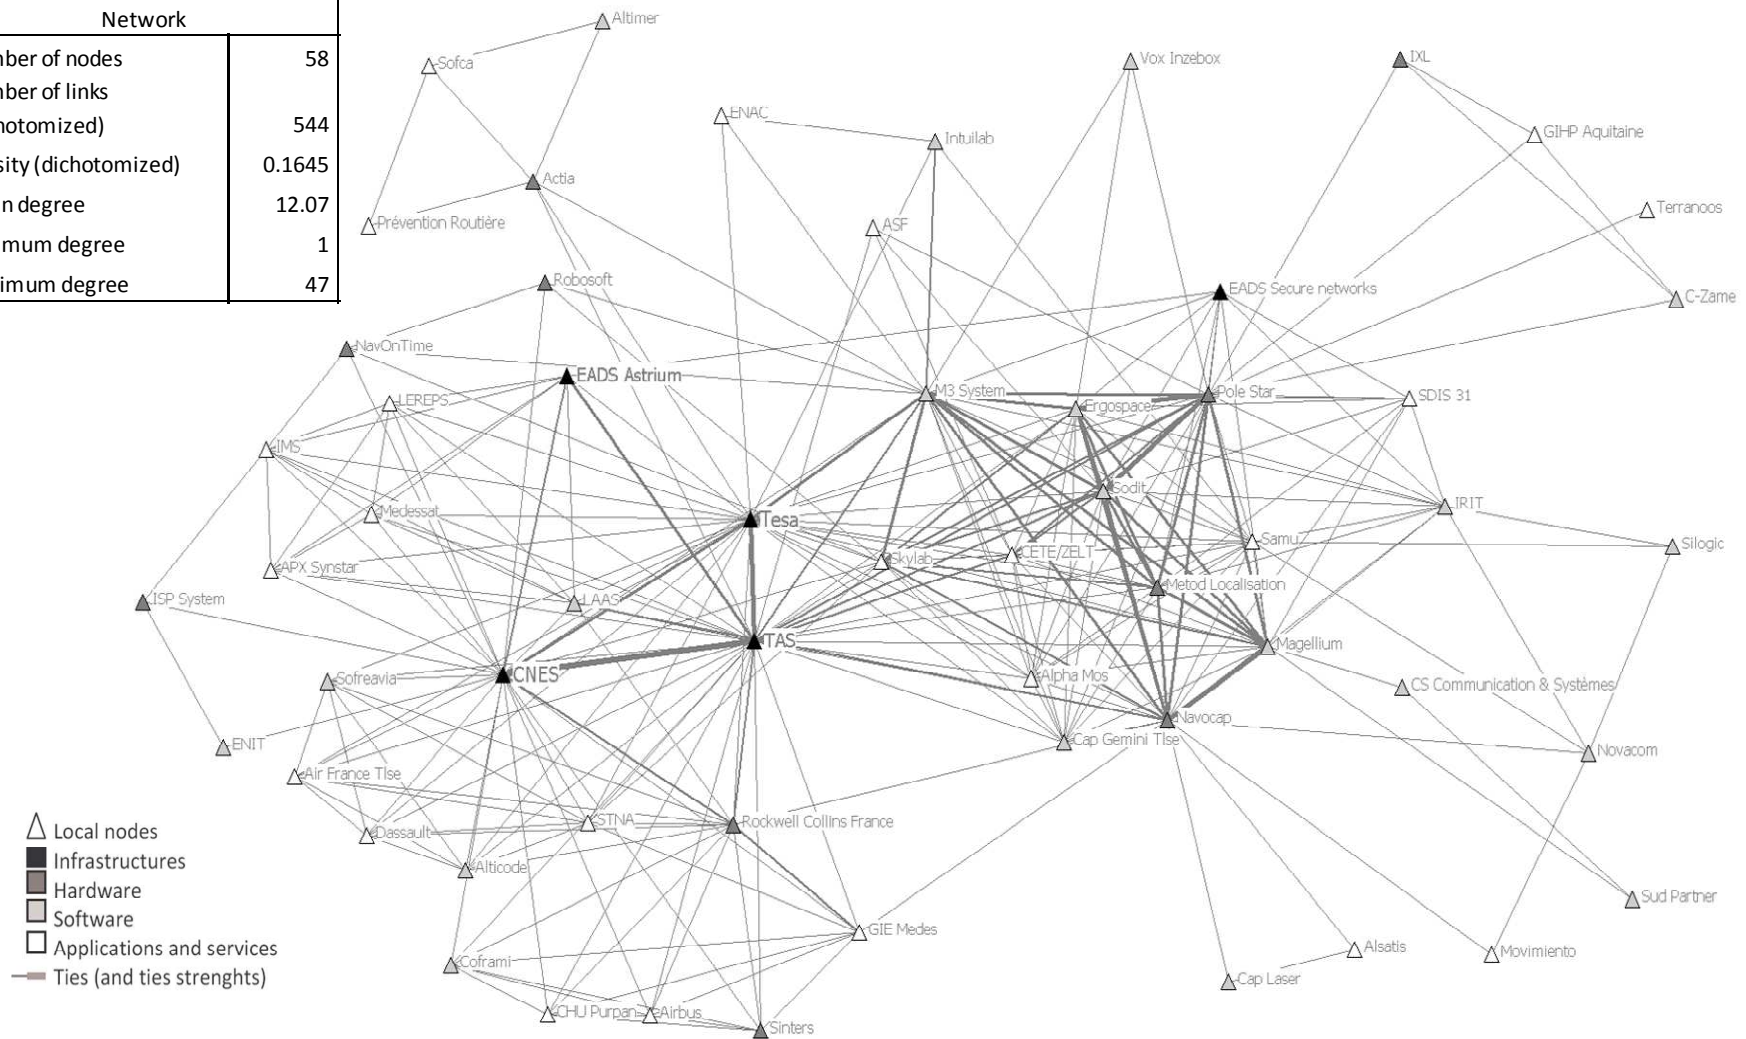 Network
nber of nodes 58
nber of links
notomized) 544
sity (dichotomized) 0.1645
n degree 12.07
imum degree 1
imum degree 47
Altimer
Sofca
Vox Inzebox
IXL
ENAC
Intuilab
GIHP Aquitaine
Actia
Terranoos
Prévention Routière
ASF
Robosoft
EADS Secure networks
C-Zame
NavOnTime
EADS Astrium
M3 System
Pole Star
SDIS 31
LEREPS
Ergospace
IMS
Godit
IRIT
Medessat
Tesa
Samu
Silogic
CETE/ZELT
Skylab
APX Synstar
Metod Localisation
ISP System
LAAS
TAS
Magellium
CNES
Sofreavia
Alpha Mos
CS Communication & Systèmes
Navocap
ENIT
Cap Gemini Tlse
Novacom
Air France Tlse
STNA
Rockwell Collins France
Dassault
Alticode
Sud Partner
GIE Medes
Alsatis
Movimiento
Coframi
Cap Laser
CHU Purpan
Airbus
Sinters
Local nodes
Infrastructures
Hardware
Software
Applications and services
Ties (and ties strenghts)